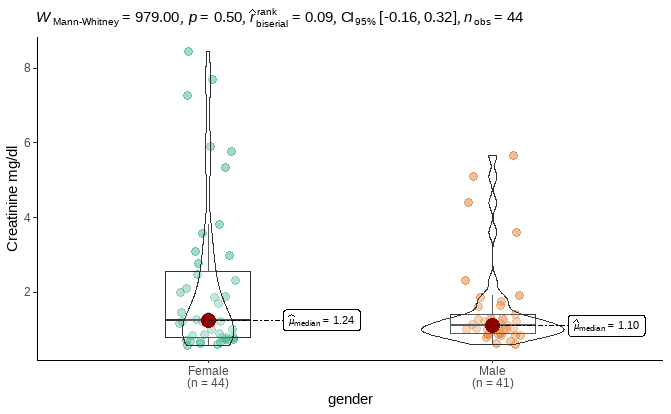 W Mann-Whitney = 979.00, p = 0.50, r̂ rank biserial = 0.09, CI95% [-0.16, 0.32], n obs = 44
8
6
4
2
Creatinine mg/dl
μ̂median = 1.24
μ̂median = 1.10
Female
(n = 44)
Male
(n = 41)
gender